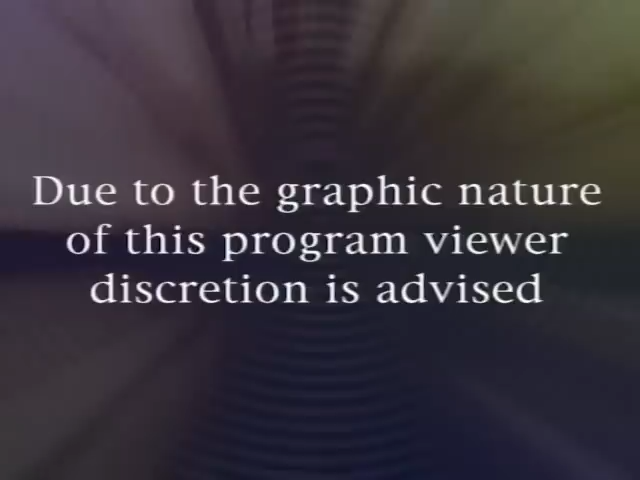 Due to the graphic nature
of this program viewer
discretion is advised